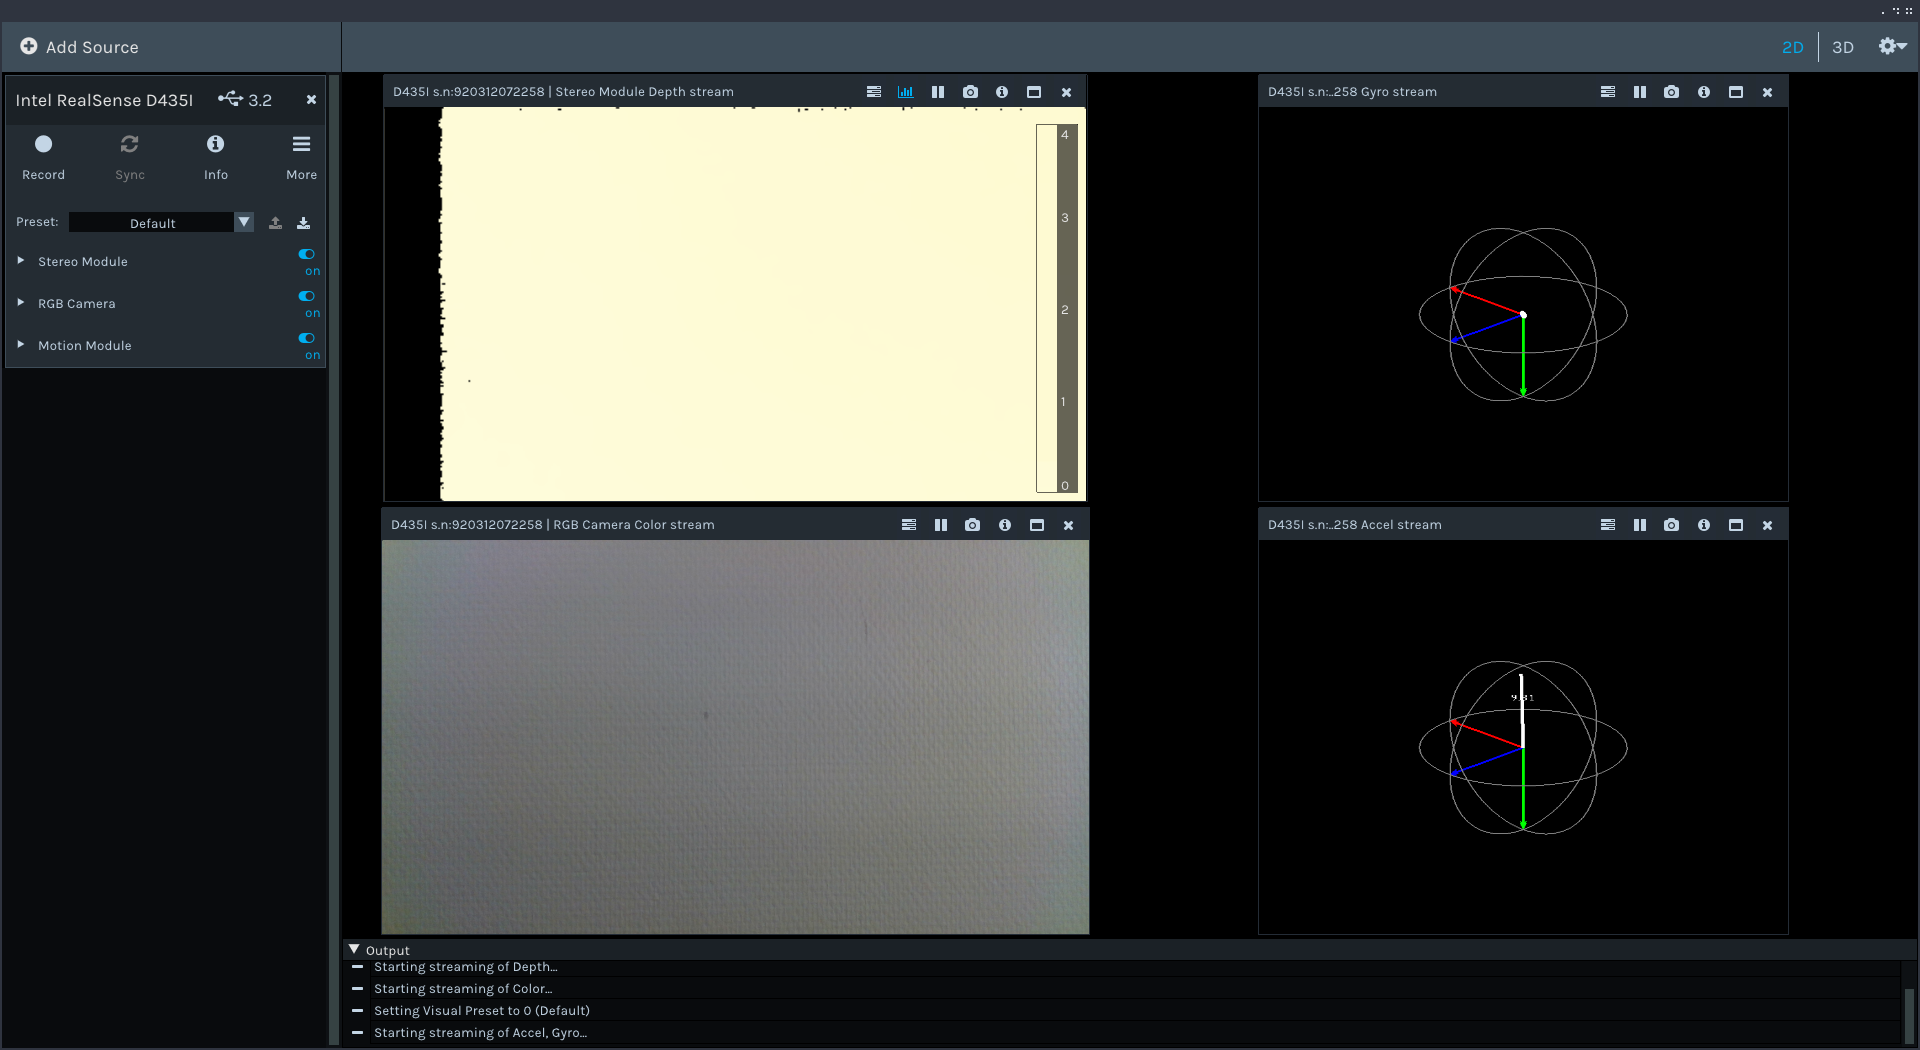 Add Source
2D
3D
Intel RealSense D435I
3.2
Record
Sync
Info
More
Preset:
Default
Stereo Module
on
RGB Camera
on
Motion Module
on
D435I s.n:920312072258 | Stereo Module Depth stream
4
3
2
1
0
D435I s.n:..258 Gyro stream
D435I s.n:920312072258 | RGB Camera Color stream
D435I s.n:..258 Accel stream
Output
Starting streaming of Depth...
Starting streaming of Color...
Setting Visual Preset to 0 (Default)
Starting streaming of Accel, Gyro...